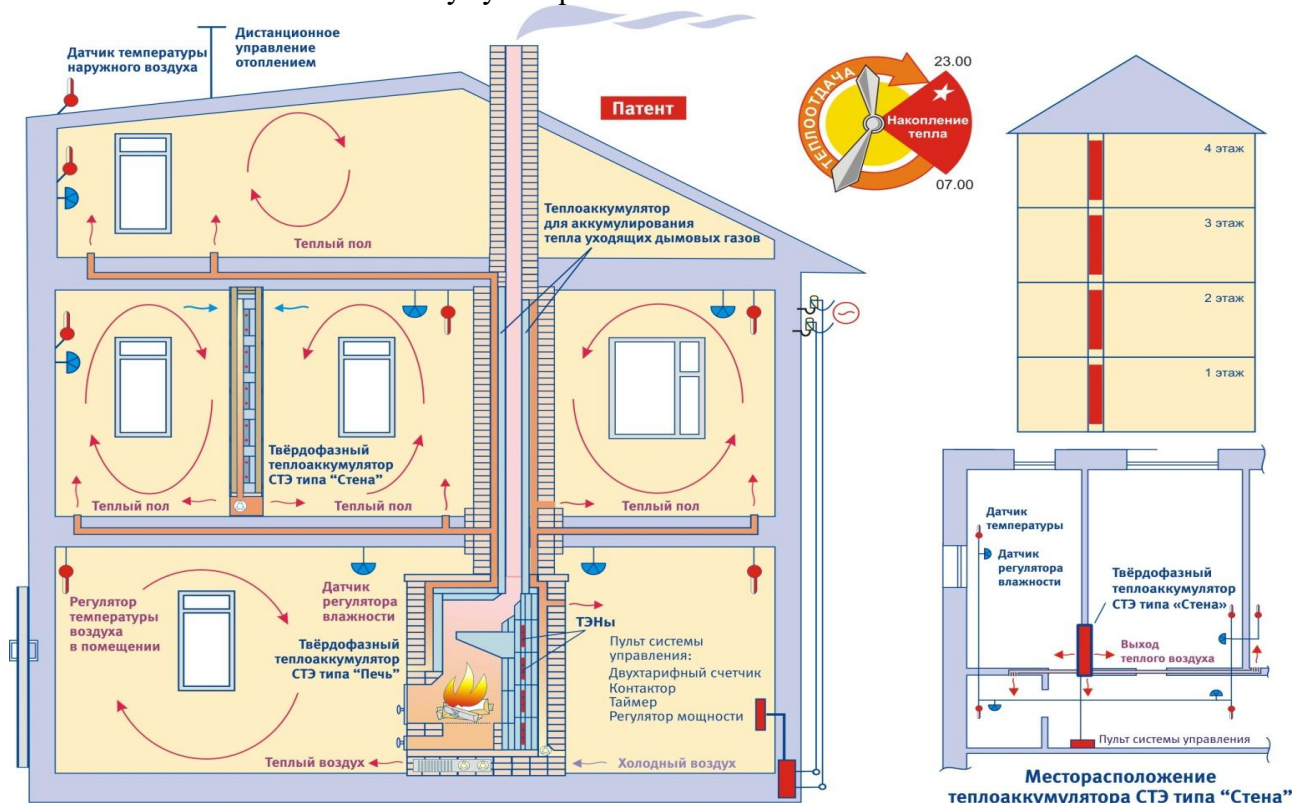 Датчик температуры
наружного воздуха
Дистанционное
управление
отоплением
Патент
ТЕПЛООТДАЧА
23.00
Накопление
тепла
07.00
4 этаж
3 этаж
2 этаж
1 этаж
Теплый пол
Теплоаккумулятор
для аккумулирования
тепла уходящих дымовых газов
Твёрдофазный
теплоаккумулятор
СТЭ типа “Стена”
Теплый пол
Теплый пол
Теплый пол
Регулятор
температуры
воздуха
в помещении
Датчик
регулятора
влажности
Твёрдофазный
теплоаккумулятор
СТЭ типа “Печь”
ТЭНы
Пульт системы
управления:
Двухтарифный счетчик
Контактор
Таймер
Регулятор мощности
Теплый воздух
Холодный воздух
Датчик
температуры
Датчик
регулятора
влажности
Твёрдофазный
теплоаккумулятор
СТЭ типа «Стена»
Выход
теплого воздуха
Пульт системы управления
Месторасположение
теплоаккумулятора СТЭ типа “Стена”